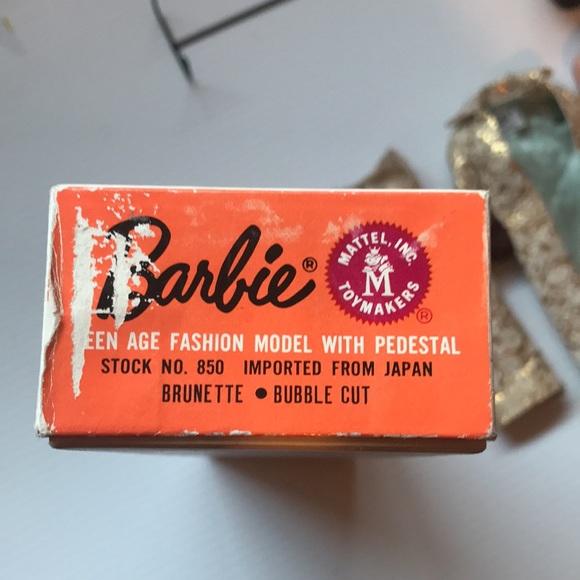 Barbie®
MATTEL, INC.
M
TOYMAKERS
®
EEN AGE FASHION MODEL WITH PEDESTAL
STOCK NO. 850 IMPORTED FROM JAPAN
BRUNETTE • BUBBLE CUT